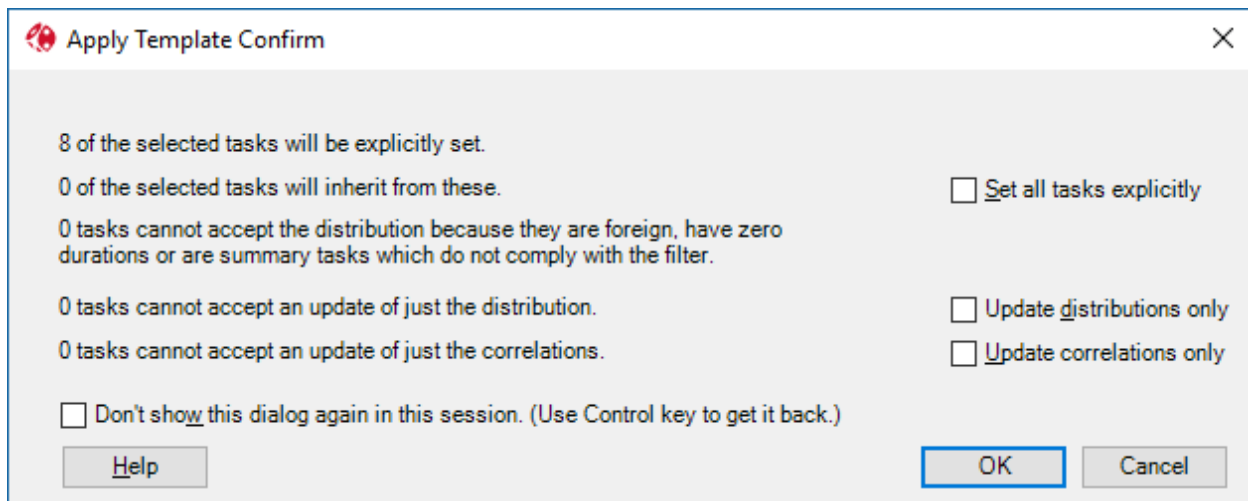 Apply Template Confirm
8 of the selected tasks will be explicitly set.
0 of the selected tasks will inherit from these.
Set all tasks explicitly
0 tasks cannot accept the distribution because they are foreign, have zero
durations or are summary tasks which do not comply with the filter.
0 tasks cannot accept an update of just the distribution.
Update distributions only
0 tasks cannot accept an update of just the correlations.
Update correlations only
Don't show this dialog again in this session. (Use Control key to get it back.)
Help
OK
Cancel